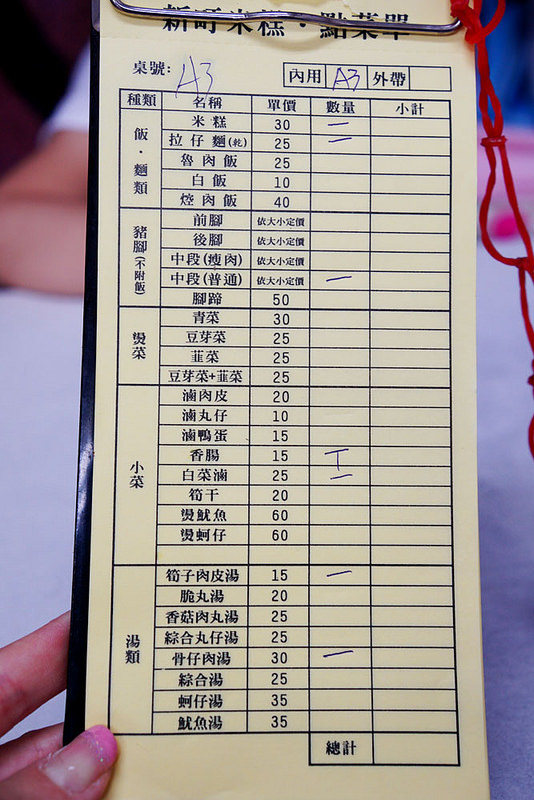 新町米糕・點菜單
桌號: A3
內用 A3 外帶
種類 名稱 單價 數量 小計
飯・麵類
米糕 30 二
拉仔麵(乾) 25 二
魯肉飯 25
白飯 10
焢肉飯 40
豬腳(不附飯)
前腳 依大小定價
後腳 依大小定價
中段(瘦肉) 依大小定價
中段(普通) 依大小定價 一
腳蹄 50
燙菜
青菜 30
豆芽菜 25
韮菜 25
豆芽菜+韮菜 25
小菜
滷肉皮 20
滷丸仔 10
滷鴨蛋 15
香腸 15 丅
白菜滷 25 二
筍干 20
燙魷魚 60
燙蚵仔 60
60
湯類
筍子肉皮湯 15 一
脆丸湯 20
香菇肉丸湯 25
綜合丸仔湯 25
骨仔肉湯 30 一
綜合湯 25
蚵仔湯 35
魷魚湯 35
總計